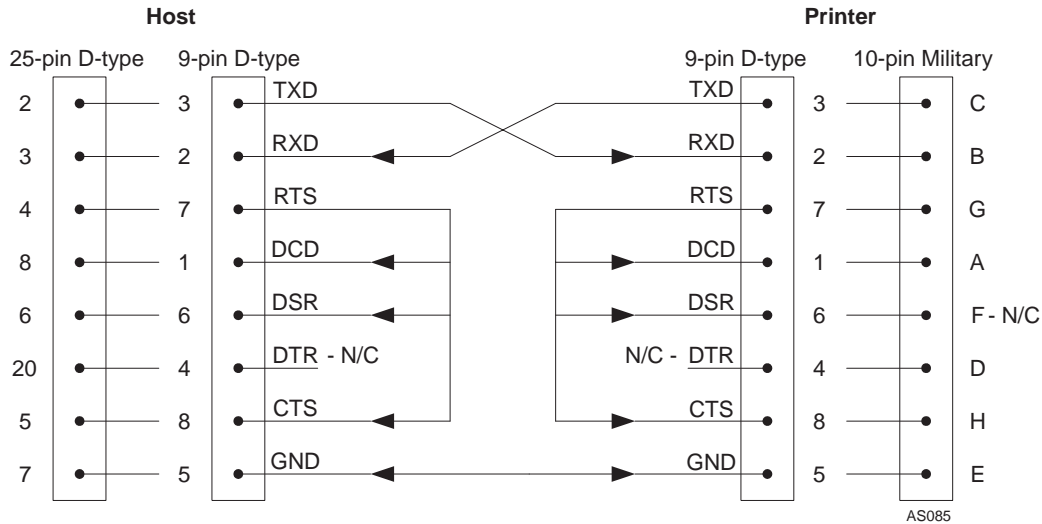 Host Printer
25-pin D-type 9-pin D-type 9-pin D-type 10-pin Military
2 3 TXD TXD 3 C
3 2 RXD RXD 2 B
4 7 RTS RTS 7 G
8 1 DCD DCD 1 A
6 6 DSR DSR 6 F - N/C
20 4 DTR - N/C N/C - DTR 4 D
5 8 CTS CTS 8 H
7 5 GND GND 5 E
AS085